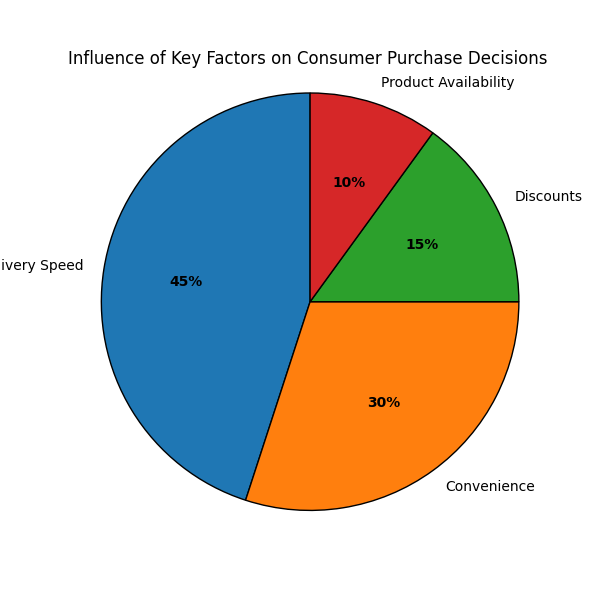 Influence of Key Factors on Consumer Purchase Decisions
Product Availability
10%
Discounts
15%
ivery Speed
45%
30%
Convenience